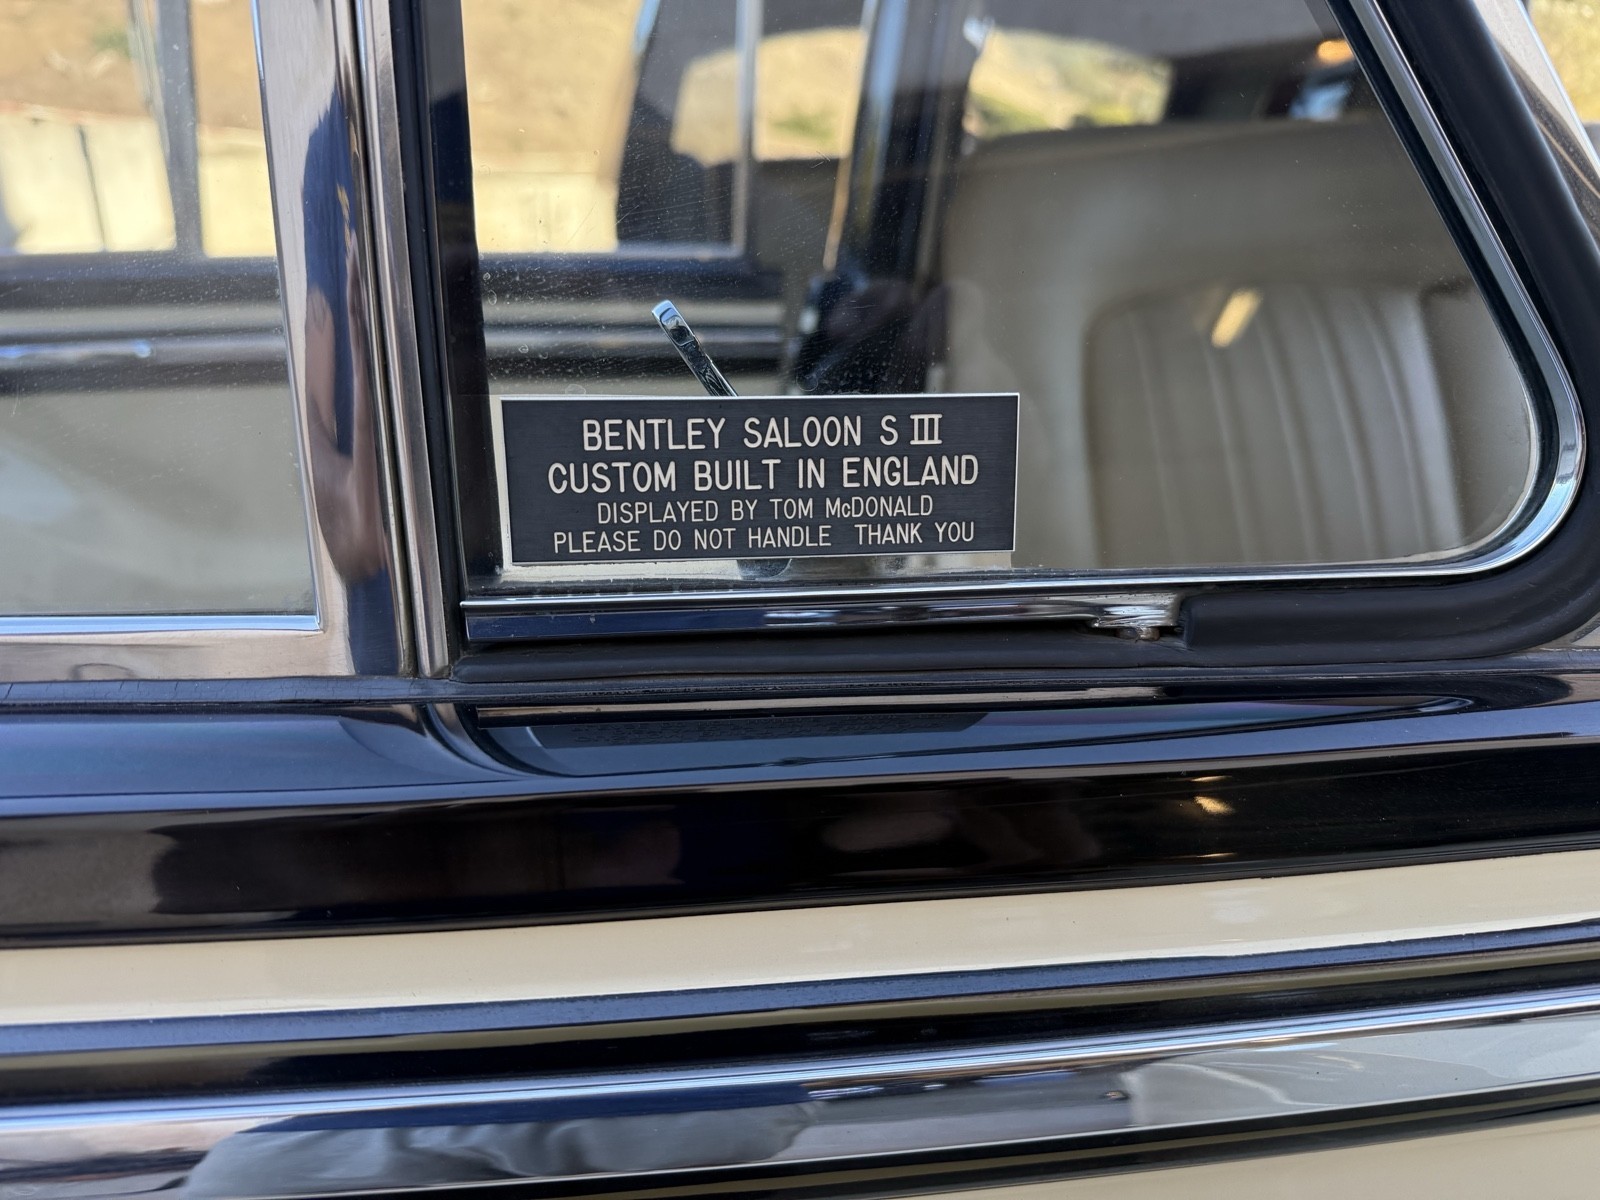 BENTLEY SALOON S III
CUSTOM BUILT IN ENGLAND
DISPLAYED BY TOM McDONALD
PLEASE DO NOT HANDLE THANK YOU